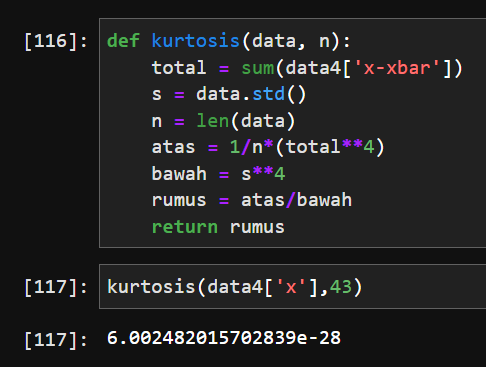 [116]: def kurtosis(data, n):
    total = sum(data4['x-xbar'])
    s = data.std()
    n = len(data)
    atas = 1/n*(total**4)
    bawah = s**4
    rumus = atas/bawah
    return rumus
[117]: kurtosis(data4['x'],43)
[117]: 6.002482015702839e-28